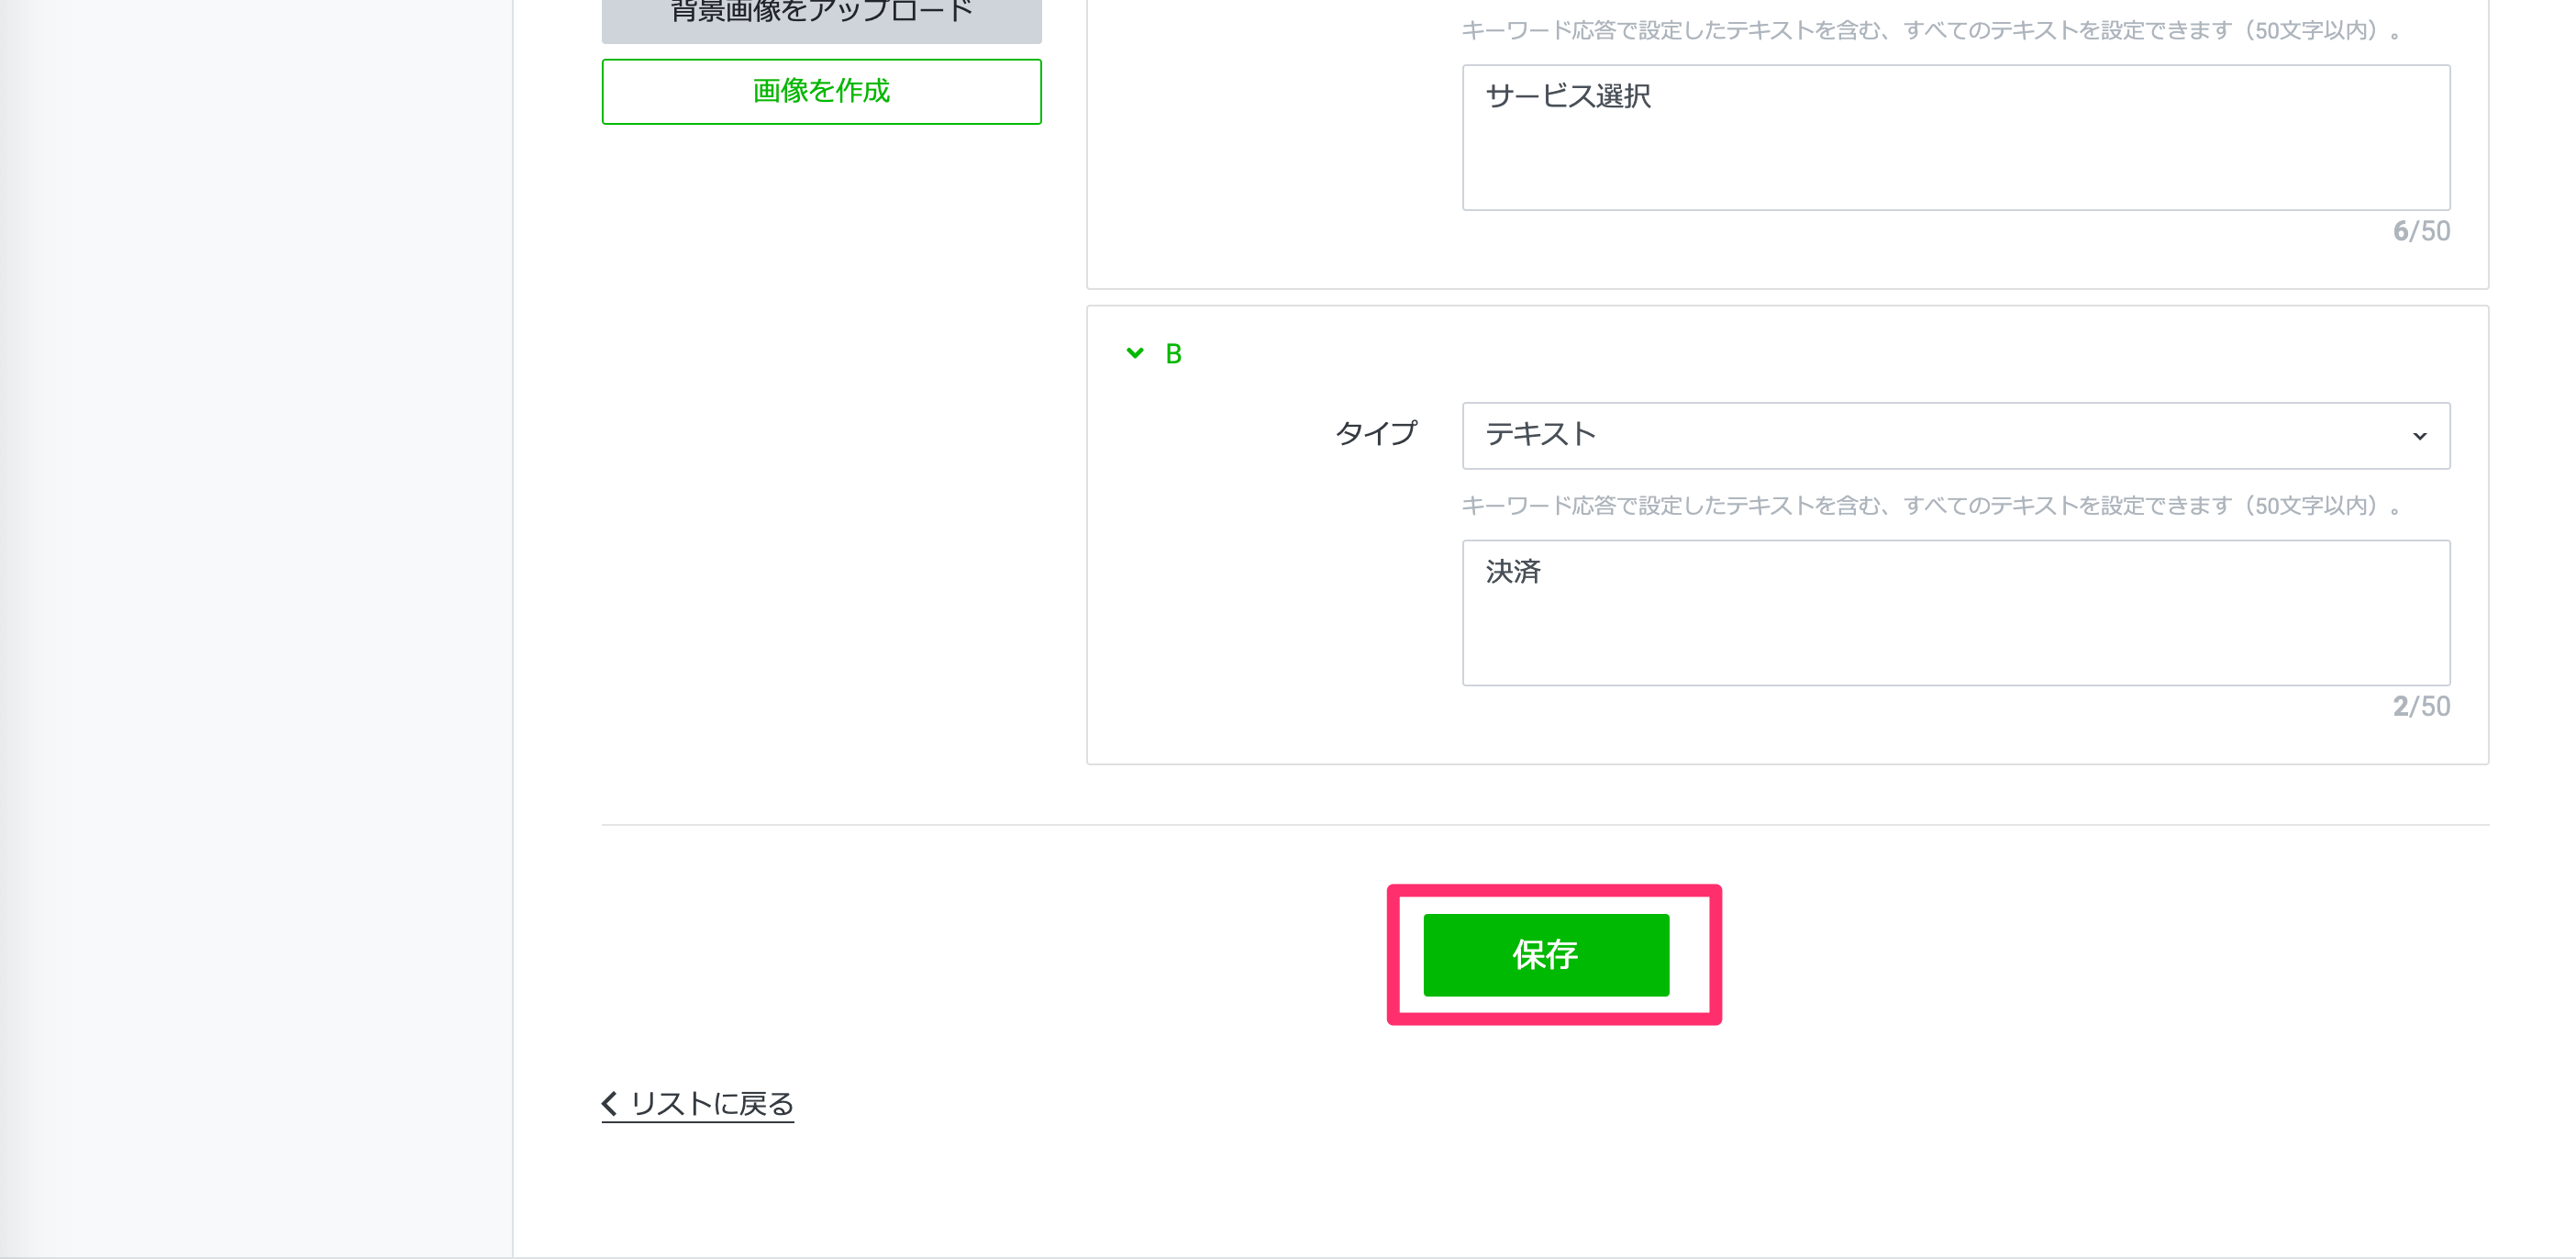 背景画像をアップロード
画像を作成
キーワード応答で設定したテキストを含む、すべてのテキストを設定できます（50文字以内）。
サービス選択
6/50
B
タイプ
テキスト
キーワード応答で設定したテキストを含む、すべてのテキストを設定できます（50文字以内）。
決済
2/50
保存
リストに戻る